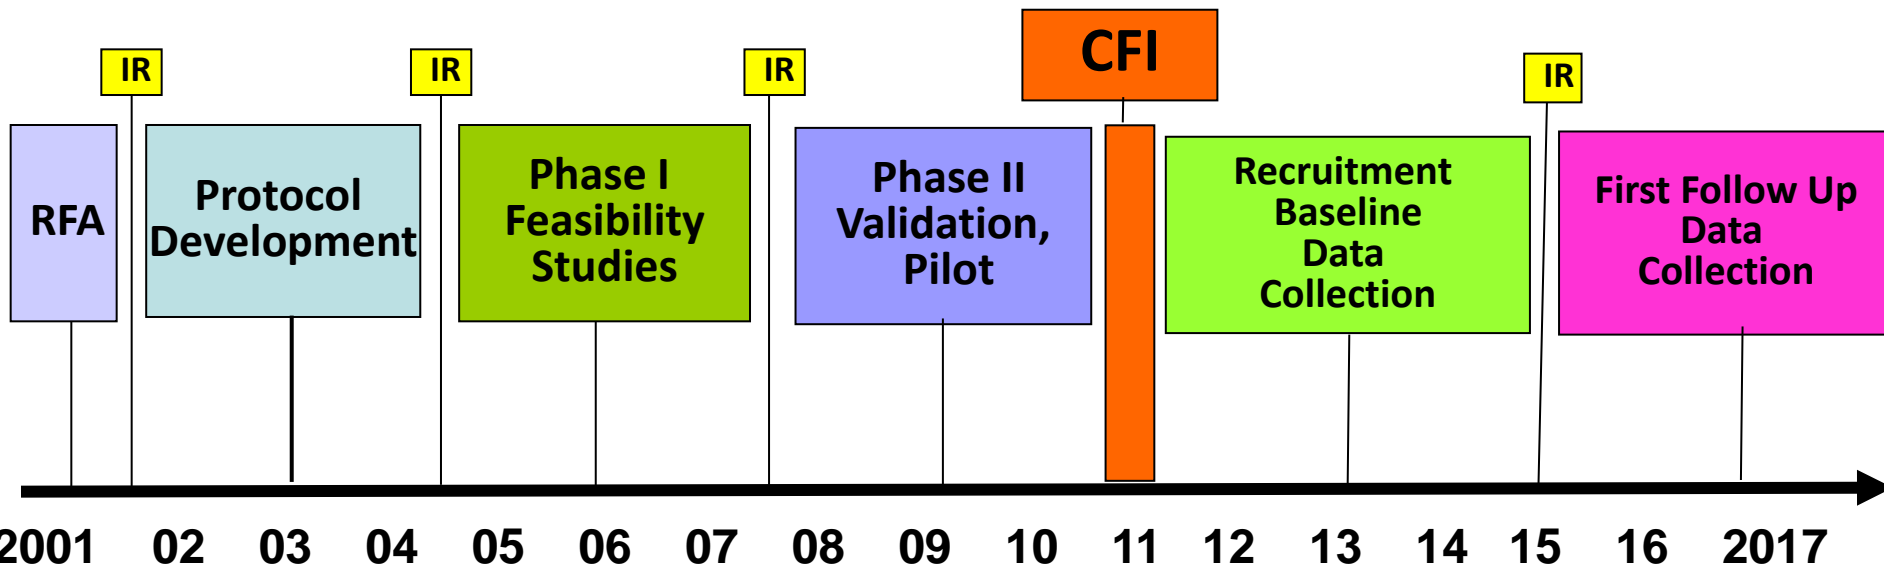 IR
IR
IR
CFI
IR
RFA
Protocol
Development
Phase I
Feasibility
Studies
Phase II
Validation,
Pilot
Recruitment
Baseline
Data
Collection
First Follow Up
Data
Collection
2001 02 03 04 05 06 07 08 09 10 11 12 13 14 15 16 2017